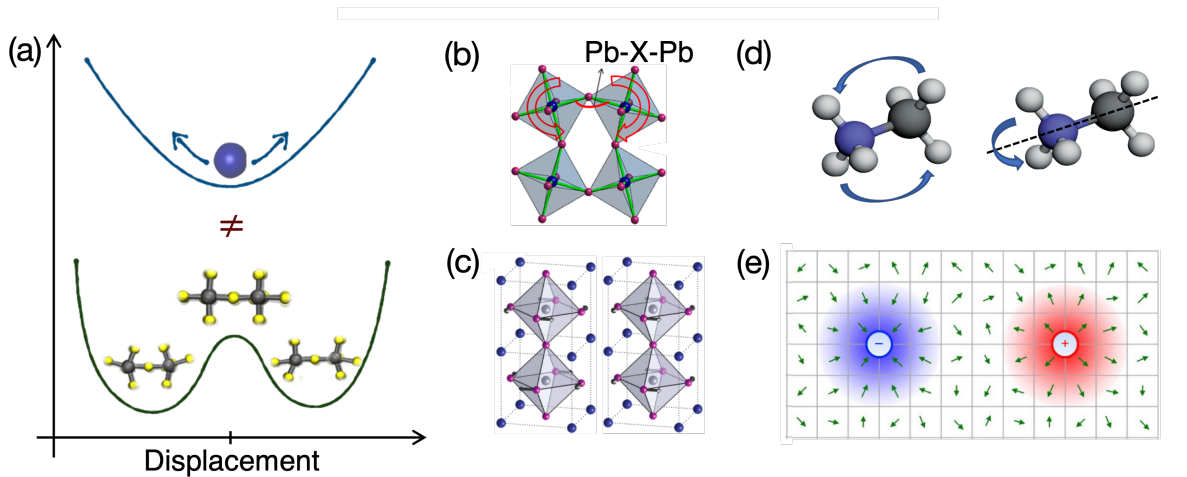 (a)
≠
Displacement
(b)
Pb-X-Pb
(c)
(d)
(e)
−
+